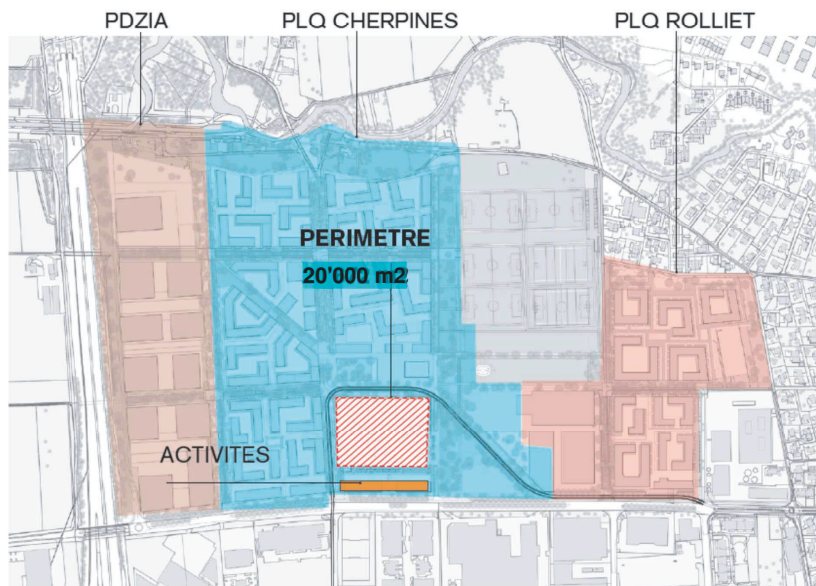 PDZIA
PLQ CHERPINES
PLQ ROLLIET
PERIMETRE
20'000 m2
ACTIVITES